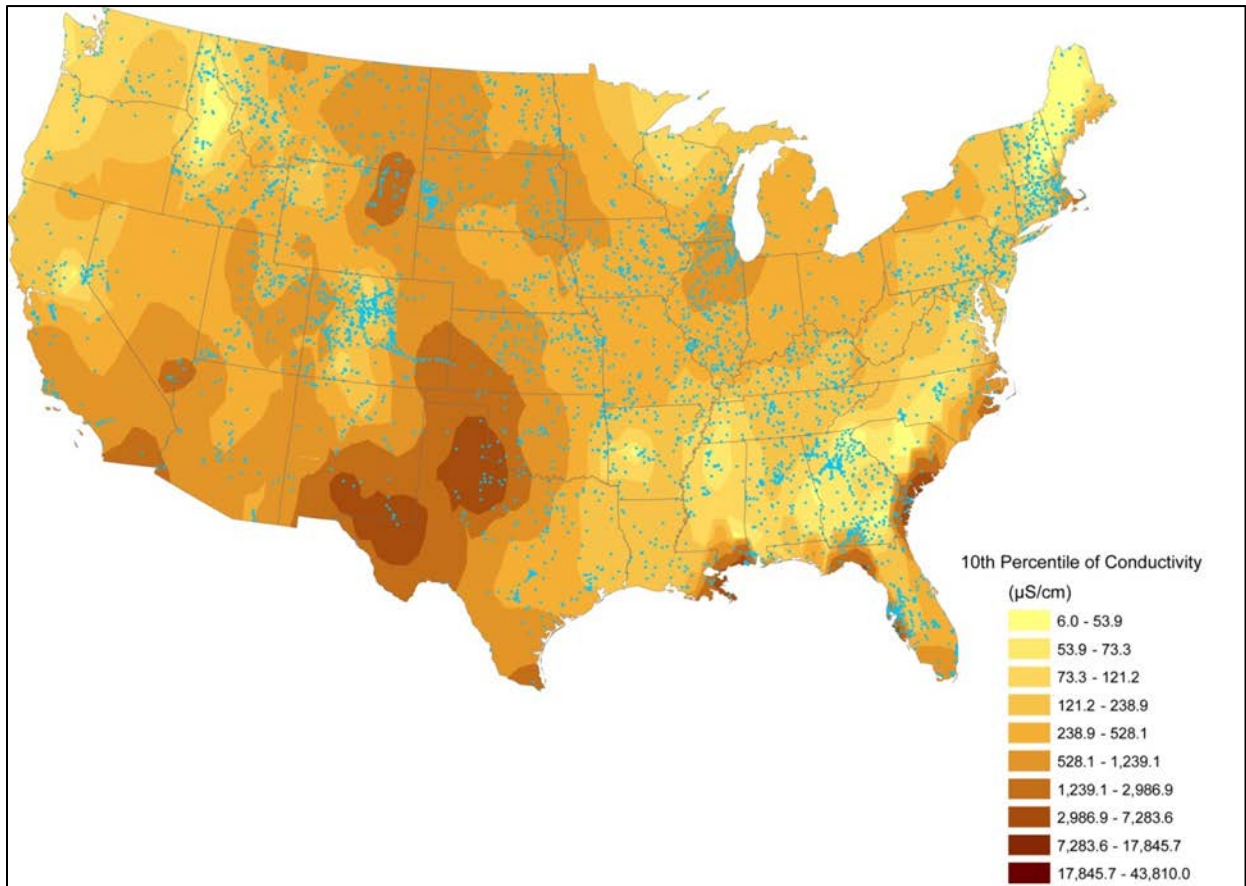 10th Percentile of Conductivity
(µS/cm)
6.0 - 53.9
53.9 - 73.3
73.3 - 121.2
121.2 - 238.9
238.9 - 528.1
528.1 - 1,239.1
1,239.1 - 2,986.9
2,986.9 - 7,283.6
7,283.6 - 17,845.7
17,845.7 - 43,810.0